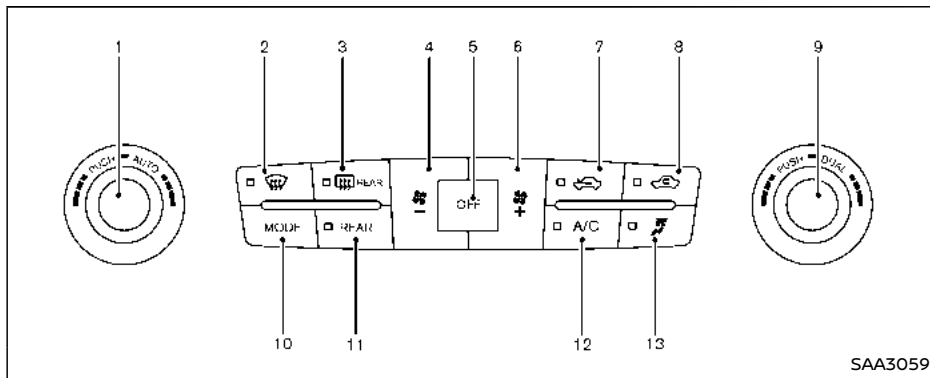 1 2 3 4 5 6 7 8 9
PUSH AUTO
REAR
OFF
PUSH DUAL
MODE
REAR
A/C
10 11 12 13
SAA3059